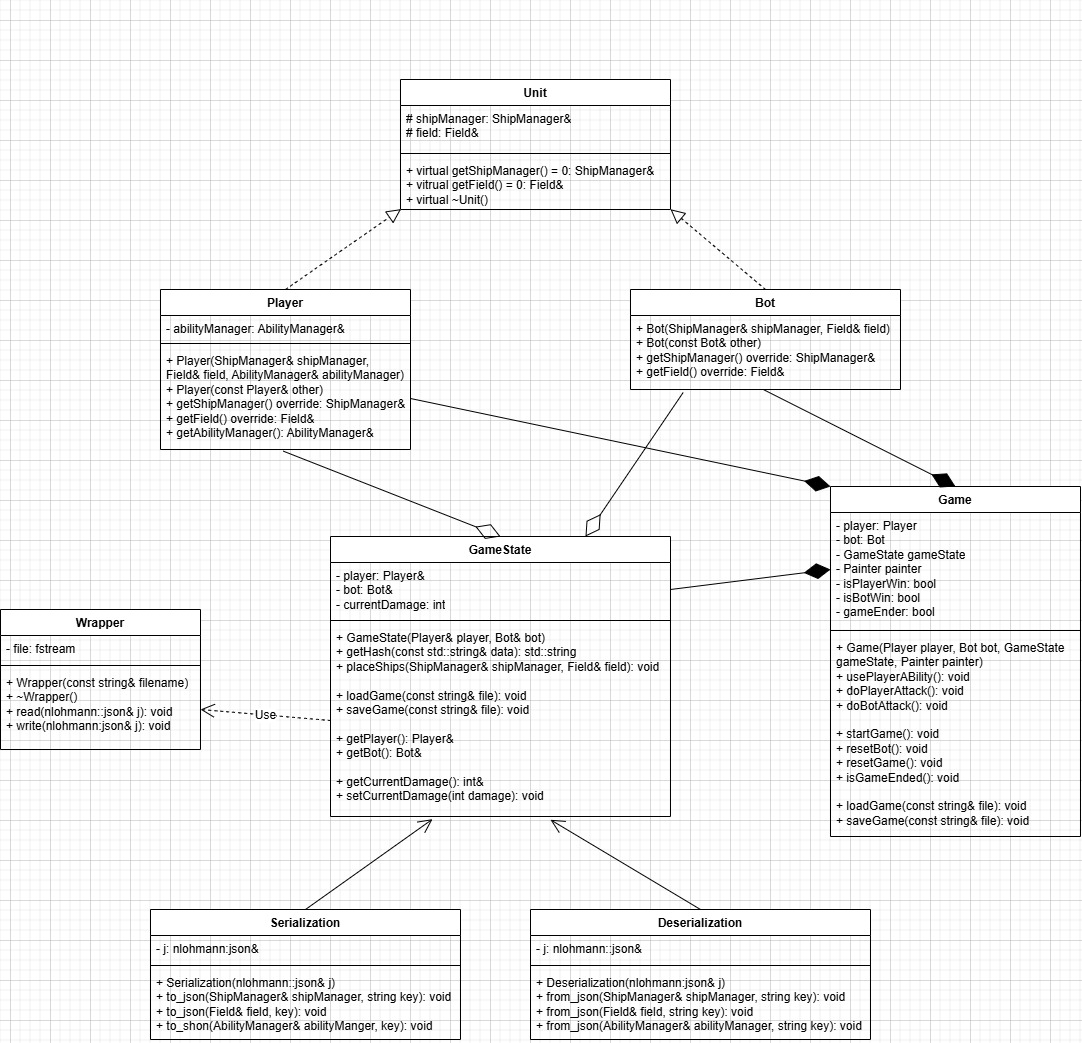 Unit
# shipManager: ShipManager&
# field: Field&
+ virtual getShipManager() = 0: ShipManager&
+ vitrual getField() = 0: Field&
+ virtual ~Unit()
Player
- abilityManager: AbilityManager&
+ Player(ShipManager& shipManager,
Field& field, AbilityManager& abilityManager)
+ Player(const Player& other)
+ getShipManager() override: ShipManager&
+ getField() override: Field&
+ getAbilityManager(): AbilityManager&
Bot
+ Bot(ShipManager& shipManager, Field& field)
+ Bot(const Bot& other)
+ getShipManager() override: ShipManager&
+ getField() override: Field&
Game
- player: Player
- bot: Bot
- GameState gameState
- Painter painter
- isPlayerWin: bool
- isBotWin: bool
- gameEnder: bool
+ Game(Player player, Bot bot, GameState
gameState, Painter painter)
+ usePlayerABility(): void
+ doPlayerAttack(): void
+ doBotAttack(): void
+ startGame(): void
+ resetBot(): void
+ resetGame(): void
+ isGameEnded(): void
+ loadGame(const string& file): void
+ saveGame(const string& file): void
GameState
- player: Player&
- bot: Bot&
- currentDamage: int
+ GameState(Player& player, Bot& bot)
+ getHash(const std::string& data): std::string
+ placeShips(ShipManager& shipManager, Field& field): void
+ loadGame(const string& file): void
+ saveGame(const string& file): void
+ getPlayer(): Player&
+ getBot(): Bot&
+ getCurrentDamage(): int&
+ setCurrentDamage(int damage): void
Wrapper
- file: fstream
+ Wrapper(const string& filename)
+ ~Wrapper()
+ read(nlohmann::json& j): void
+ write(nlohman:json& j): void
Use
Serialization
- j: nlohmann:json&
+ Serialization(nlohmann::json& j)
+ to_json(ShipManager& shipManager, string key): void
+ to_json(Field& field, key): void
+ to_shon(AbilityManager& abilityManger, key): void
Deserialization
- j: nlohmann::json&
+ Deserialization(nlohman:json& j)
+ from_json(ShipManager& shipManager, string key): void
+ from_json(Field& field, string key): void
+ from_json(AbilityManager& abilityManager, string key): void